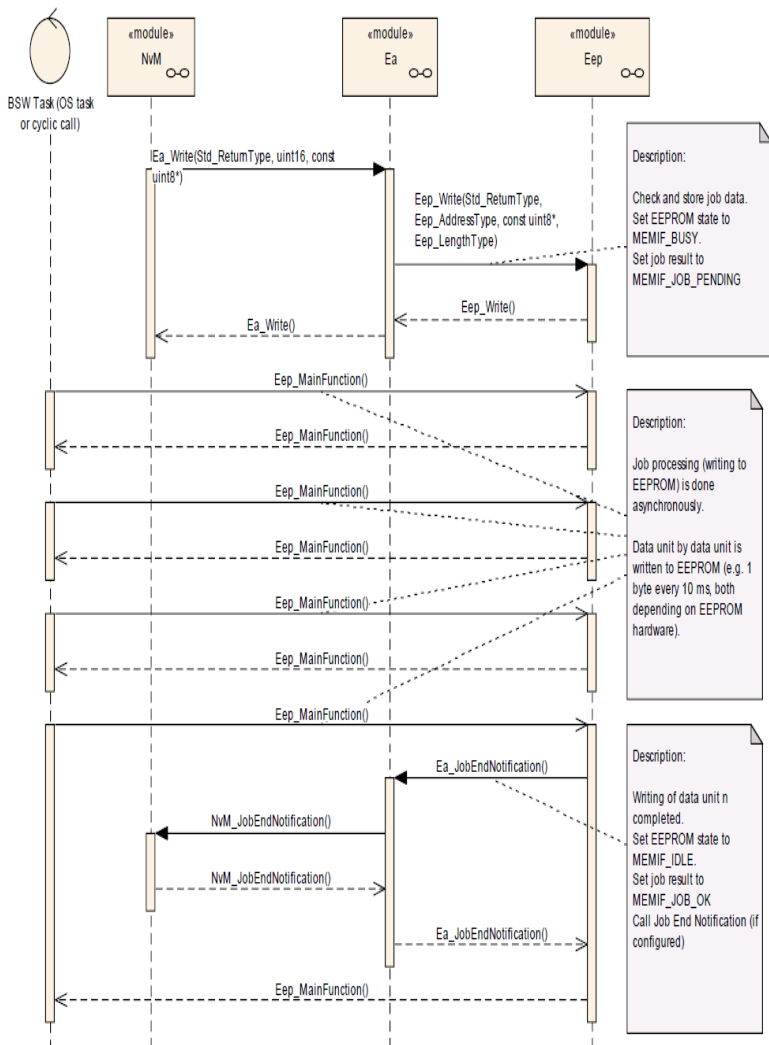 «module»
NvM
«module»
Ea
«module»
Eep
BSW Task (OS task
or cyclic call)
Ea_Write(Std_ReturnType, uint16, const
uint8*)
Eep_Write(Std_ReturnType,
Eep_AddressType, const uint8*,
Eep_LengthType)
Description:
Check and store job data.
Set EEPROM state to
MEMIF_BUSY.
Set job result to
MEMIF_JOB_PENDING
Eep_Write()
Ea_Write()
Eep_MainFunction()
Eep_MainFunction()
Eep_MainFunction()
Eep_MainFunction()
Eep_MainFunction()
Eep_MainFunction()
Description:
Job processing (writing to
EEPROM) is done
asynchronously.
Data unit by data unit is
written to EEPROM (e.g. 1
byte every 10 ms, both
depending on EEPROM
hardware).
Eep_MainFunction()
Ea_JobEndNotification()
NvM_JobEndNotification()
NvM_JobEndNotification()
Ea_JobEndNotification()
Eep_MainFunction()
Description:
Writing of data unit n
completed.
Set EEPROM state to
MEMIF_IDLE.
Set job result to
MEMIF_JOB_OK
Call Job End Notification (if
configured)